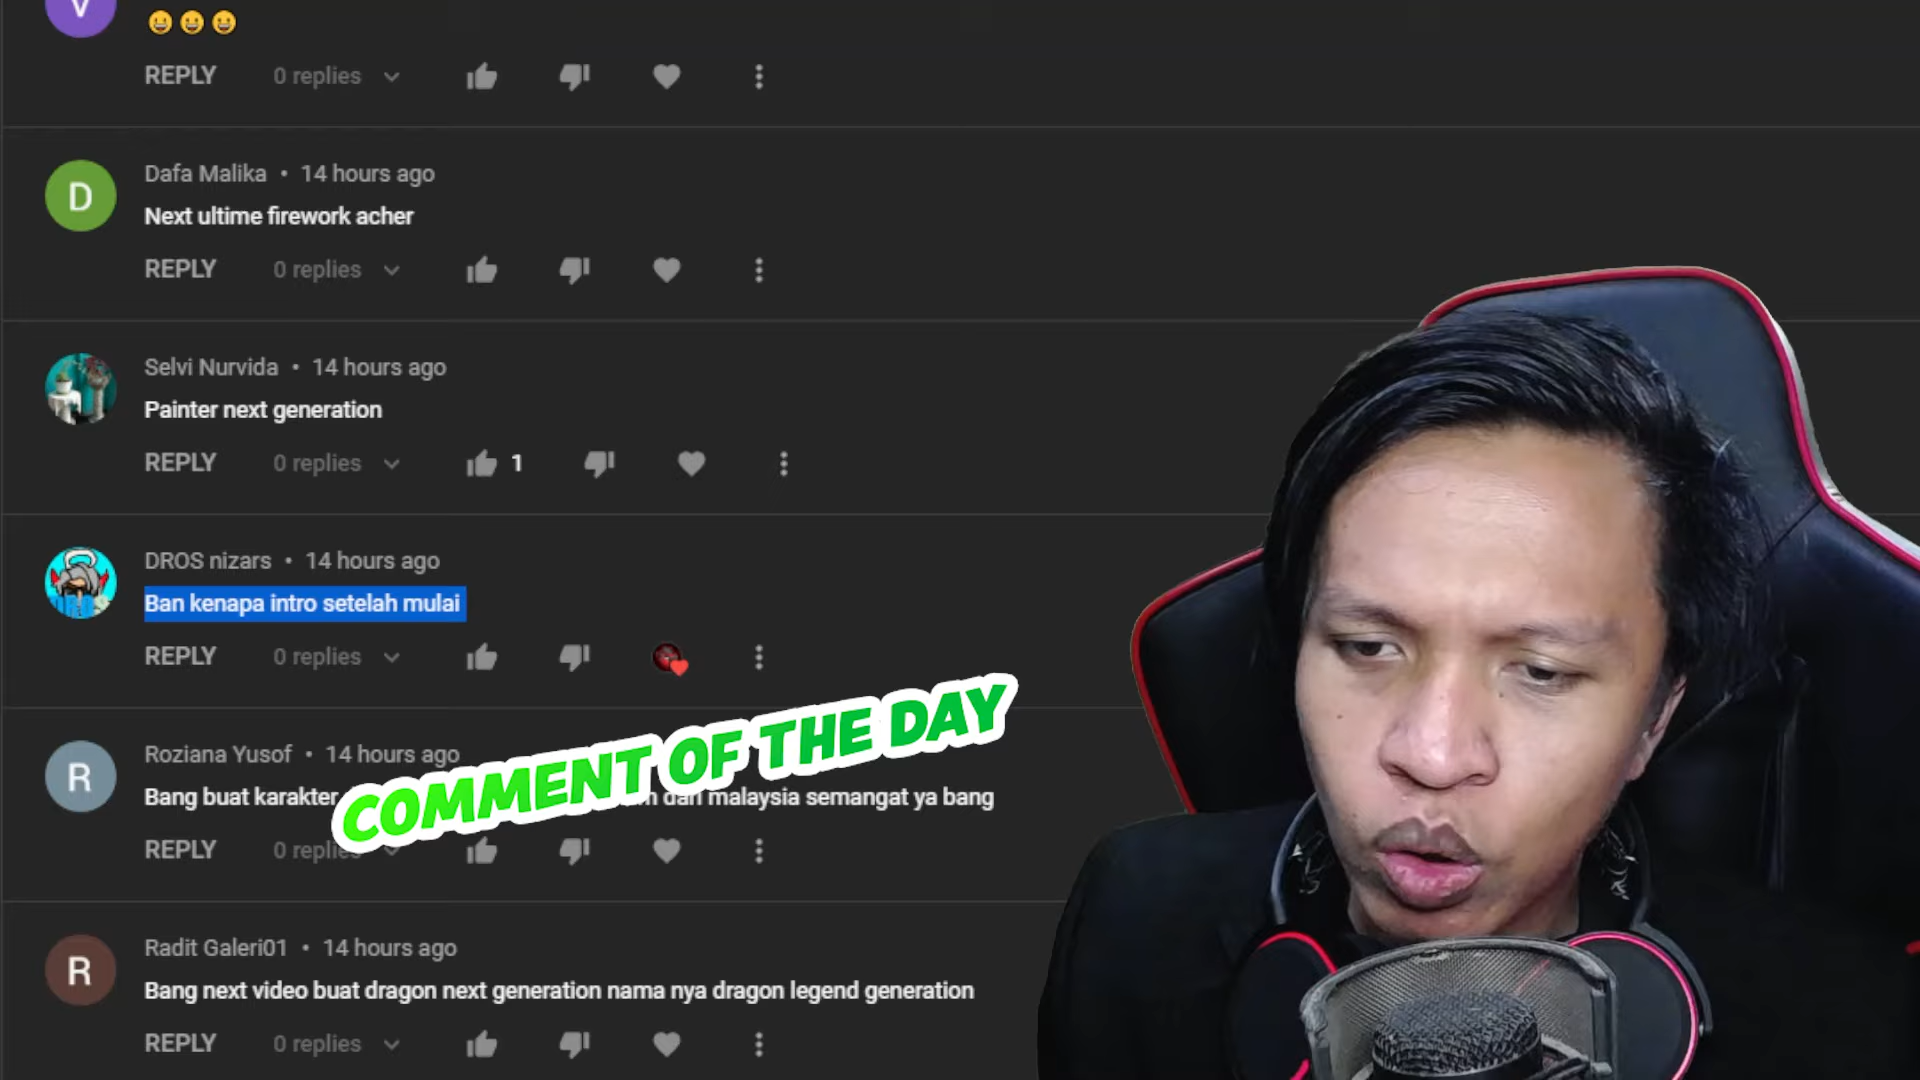 V
REPLY 0 replies
Dafa Malika • 14 hours ago
D
Next ultime firework acher
REPLY 0 replies
Selvi Nurvida • 14 hours ago
Painter next generation
REPLY 0 replies 1
DROS nizars • 14 hours ago
Ban kenapa intro setelah mulai
REPLY 0 replies
COMMENT OF THE DAY
Roziana Yusof • 14 hours ago
R
Bang buat karakter dari malaysia semangat ya bang
REPLY 0 replies
Radit Galeri01 • 14 hours ago
R
Bang next video buat dragon next generation nama nya dragon legend generation
REPLY 0 replies